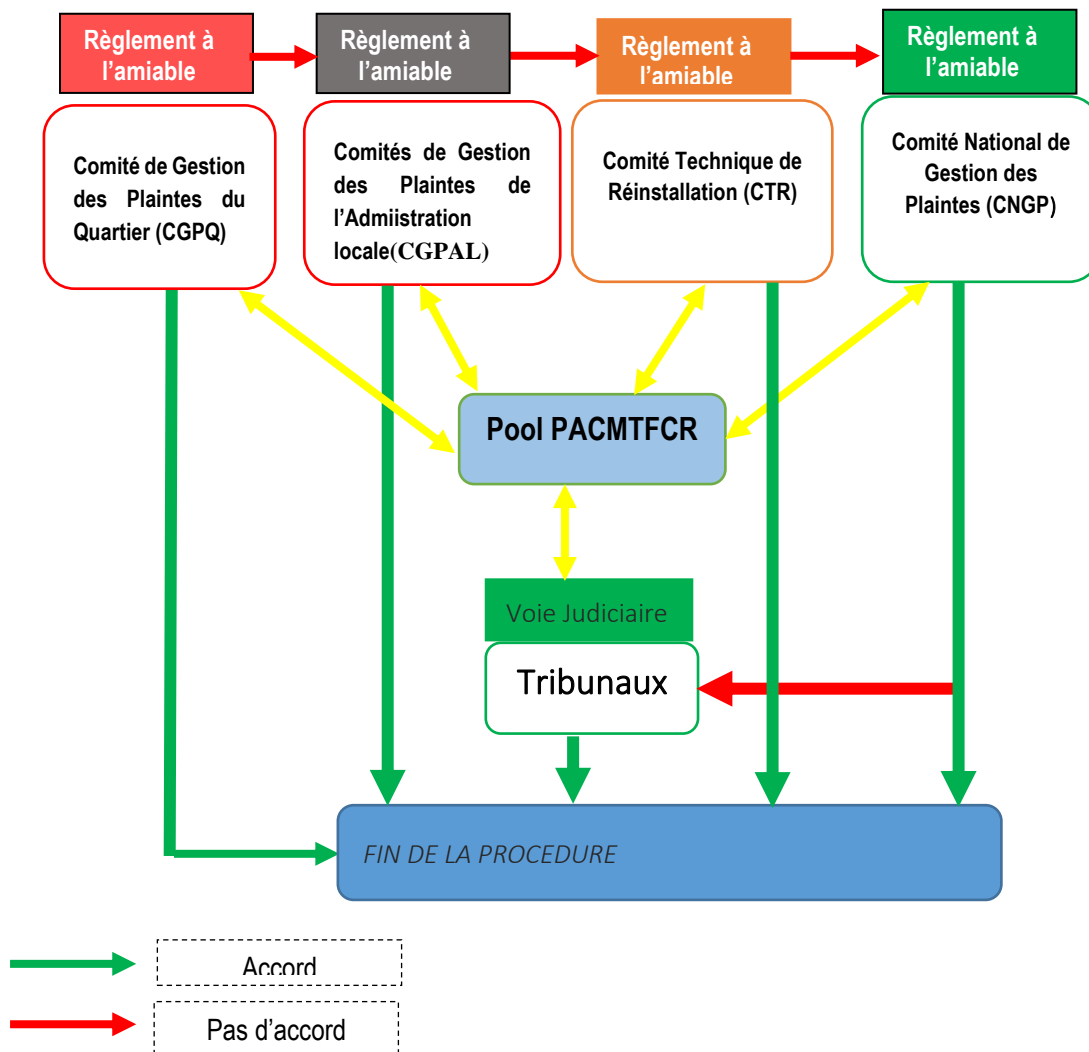 Règlement à
l’amiable
Règlement à
l’amiable
Règlement à
l’amiable
Règlement à
l’amiable
Comité de Gestion
des Plaintes du
Quartier (CGPQ)
Comités de Gestion
des Plaintes de
l’Admiistration
locale(CGPAL)
Comité Technique de
Réinstallation (CTR)
Comité National de
Gestion des
Plaintes (CNGP)
Pool PACMTFCR
Voie Judiciaire
Tribunaux
FIN DE LA PROCEDURE
Accord
Pas d’accord